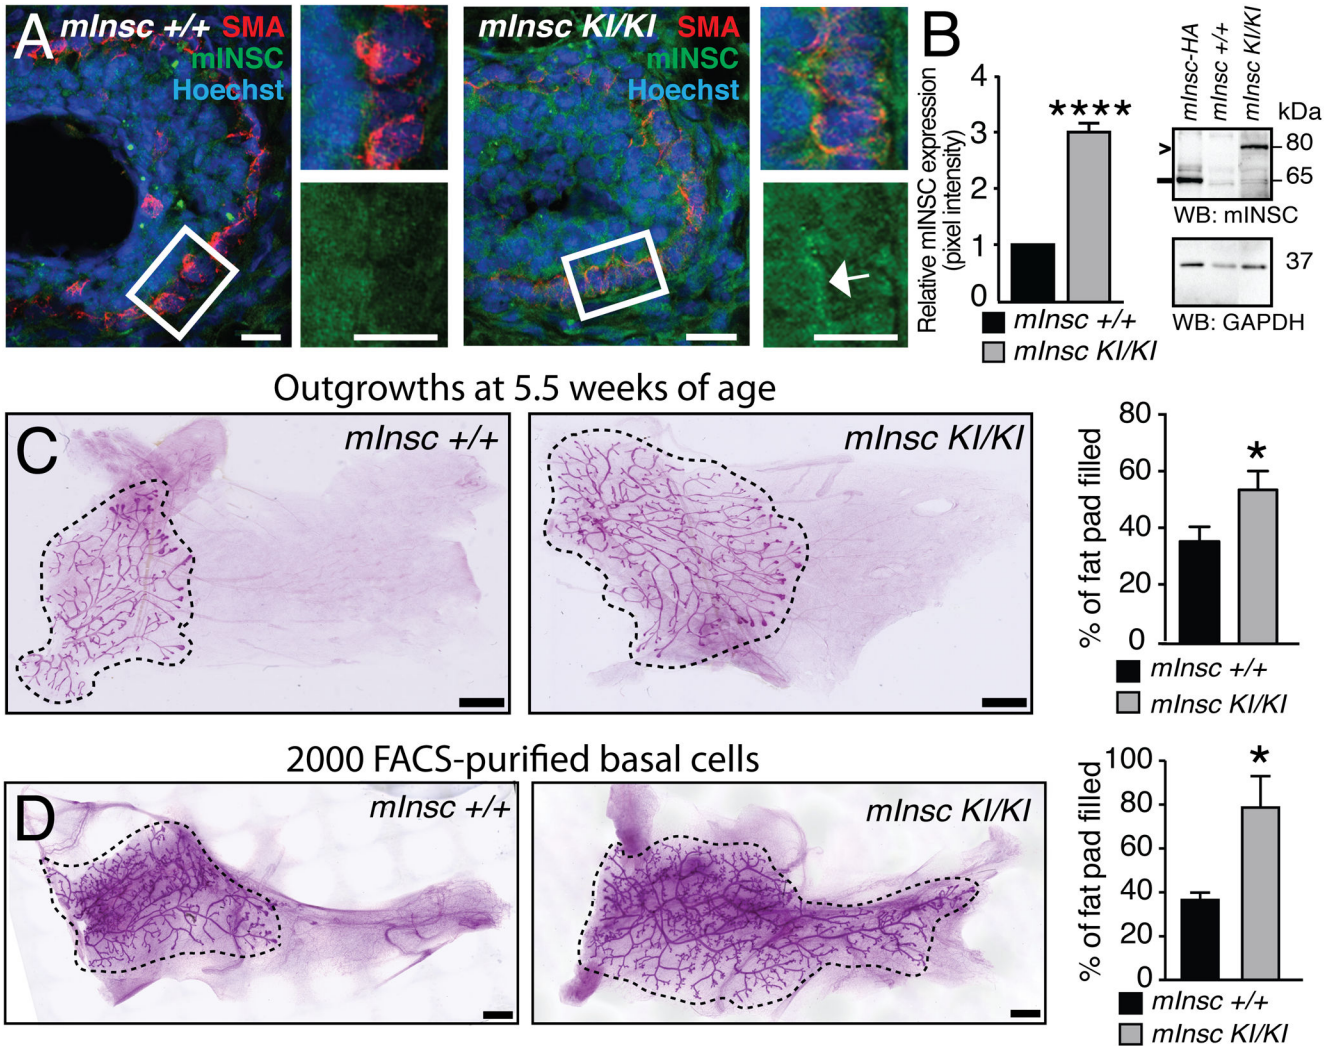 A
mInsc +/+ SMA
mINSC
Hoechst
mInsc KI/KI SMA
mINSC
Hoechst
B
Relative mINSC expression
(pixel intensity)
4
3
2
1
0
****
mInsc +/+
mInsc KI/KI
mInsc-HA
mInsc +/+
mInsc KI/KI
kDa
>
80
65
WB: mINSC
37
WB: GAPDH
Outgrowths at 5.5 weeks of age
C
mInsc +/+
mInsc KI/KI
% of fat pad filled
80
60
40
20
0
*
mInsc +/+
mInsc KI/KI
2000 FACS-purified basal cells
D
mInsc +/+
mInsc KI/KI
% of fat pad filled
100
80
60
40
20
0
*
mInsc +/+
mInsc KI/KI